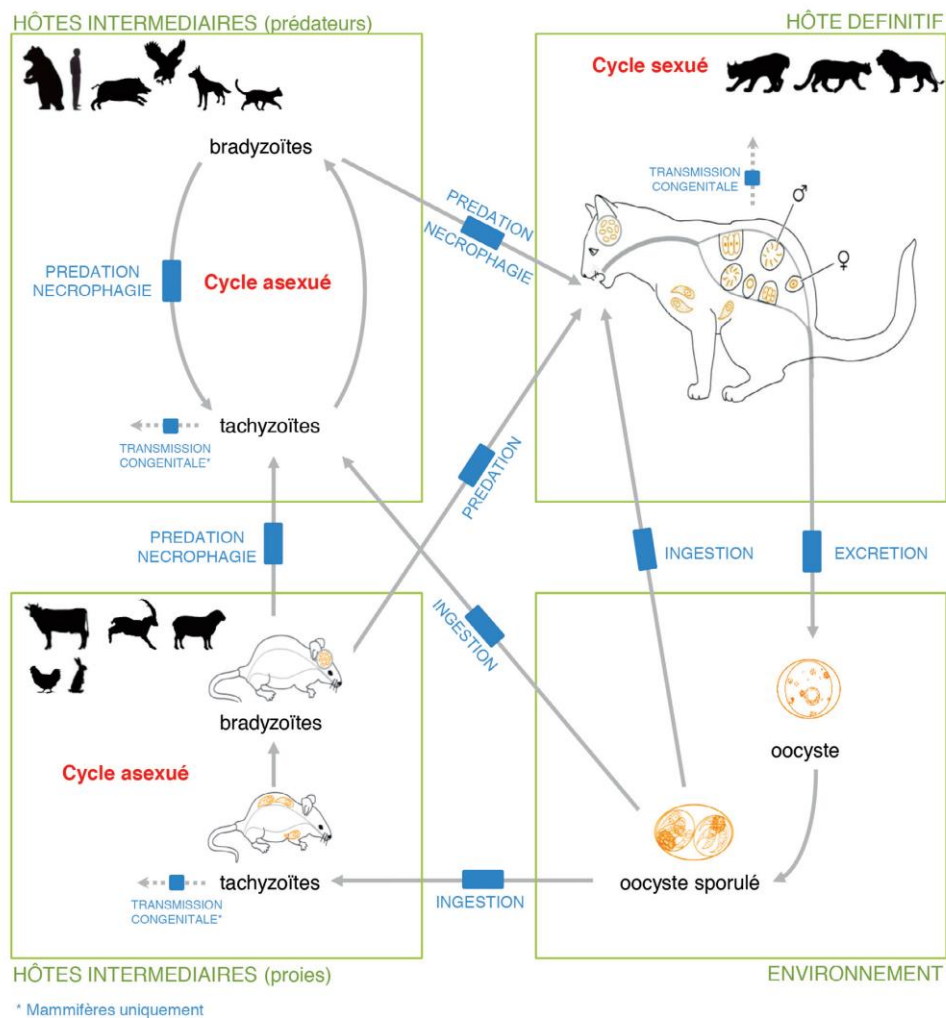 HÔTES INTERMEDIAIRES (prédateurs)
HÔTE DEFINITIF
Cycle sexué
bradyzoïtes
TRANSMISSION
CONGENITALE
♂
♀
PREDATION
NECROPHAGIE
PREDATION
NECROPHAGIE
Cycle asexué
tachyzoïtes
TRANSMISSION
CONGENITALE*
PREDATION
PREDATION
NECROPHAGIE
INGESTION
EXCRETION
INGESTION
bradyzoïtes
oocyste
Cycle asexué
tachyzoïtes
TRANSMISSION
CONGENITALE*
INGESTION
oocyste sporulé
HÔTES INTERMEDIAIRES (proies)
ENVIRONNEMENT
* Mammifères uniquement